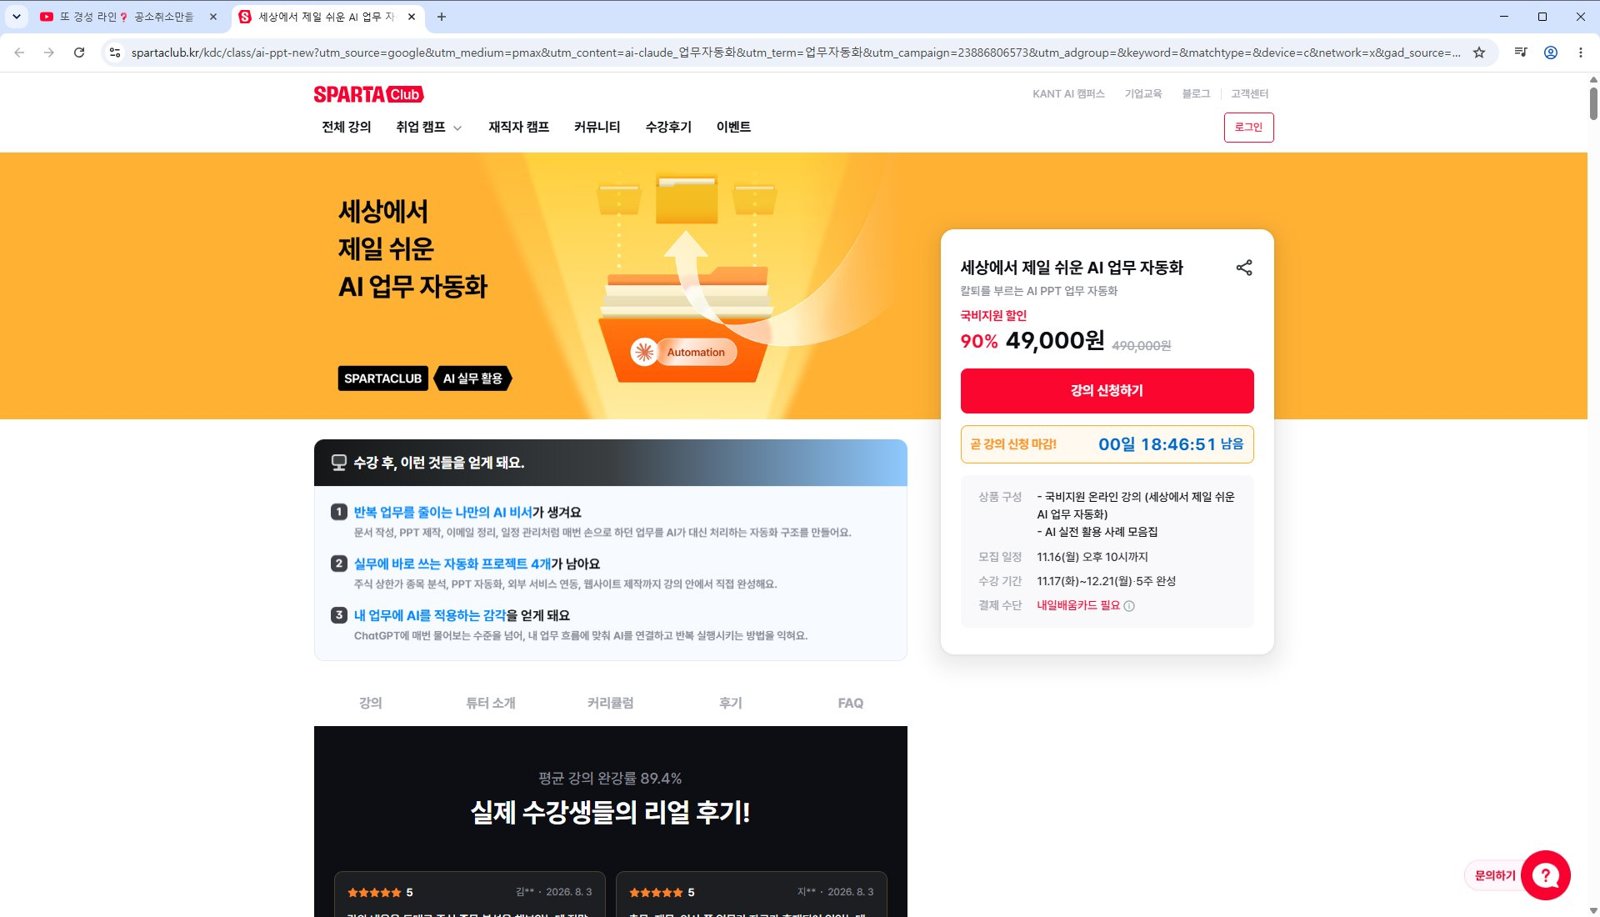 또 경성 라인❓ 공소취소만을
세상에서 제일 쉬운 AI 업무 자
spartaclub.kr/kdc/class/ai-ppt-new?utm_source=google&utm_medium=pmax&utm_content=ai-claude_업무자동화&utm_term=업무자동화&utm_campaign=23886806573&utm_adgroup=&keyword=&matchtype=&device=c&network=x&gad_source=...
SPARTA Club
KANT AI 캠퍼스 기업교육 블로그 고객센터
전체 강의 취업 캠프 재직자 캠프 커뮤니티 수강후기 이벤트
로그인
세상에서
제일 쉬운
AI 업무 자동화
Automation
SPARTACLUB AI 실무 활용
세상에서 제일 쉬운 AI 업무 자동화
칼퇴를 부르는 AI PPT 업무 자동화
국비지원 할인
90% 49,000원 490,000원
강의 신청하기
곧 강의 신청 마감! 00일 18:46:51 남음
상품 구성 - 국비지원 온라인 강의 (세상에서 제일 쉬운
AI 업무 자동화)
- AI 실전 활용 사례 모음집
모집 일정 11.16(월) 오후 10시까지
수강 기간 11.17(화)~12.21(월)·5주 완성
결제 수단 내일배움카드 필요
수강 후, 이런 것들을 얻게 돼요.
1 반복 업무를 줄이는 나만의 AI 비서가 생겨요
문서 작성, PPT 제작, 이메일 정리, 일정 관리처럼 매번 손으로 하던 업무를 AI가 대신 처리하는 자동화 구조를 만들어요.
2 실무에 바로 쓰는 자동화 프로젝트 4개가 남아요
주식 상한가 종목 분석, PPT 자동화, 외부 서비스 연동, 웹사이트 제작까지 강의 안에서 직접 완성해요.
3 내 업무에 AI를 적용하는 감각을 얻게 돼요
ChatGPT에 매번 물어보는 수준을 넘어, 내 업무 흐름에 맞춰 AI를 연결하고 반복 실행시키는 방법을 익혀요.
강의 튜터 소개 커리큘럼 후기 FAQ
평균 강의 완강률 89.4%
실제 수강생들의 리얼 후기!
★★★★★ 5 김** · 2026. 8. 3
★★★★★ 5 지** · 2026. 8. 3
문의하기